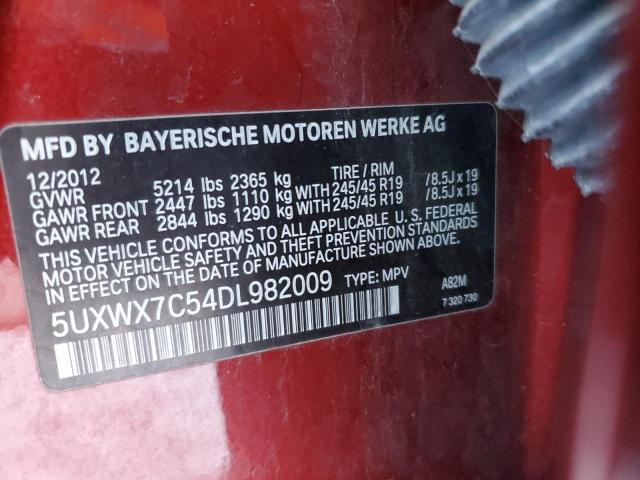 MFD BY BAYERISCHE MOTOREN WERKE AG
12/2012 TIRE / RIM
GVWR 5214 lbs 2365 kg
GAWR FRONT 2447 lbs 1110 kg WITH 245/45 R19 / 8.5J x 19
GAWR REAR 2844 lbs 1290 kg WITH 245/45 R19 / 8.5J x 19
THIS VEHICLE CONFORMS TO ALL APPLICABLE U. S. FEDERAL
MOTOR VEHICLE SAFETY AND THEFT PREVENTION STANDARDS
IN EFFECT ON THE DATE OF MANUFACTURE SHOWN ABOVE.
5UXWX7C54DL982009 TYPE: MPV A82M
7 320 730